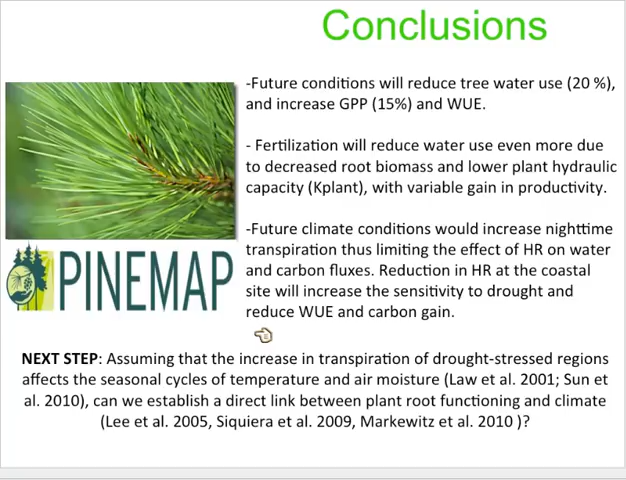 Conclusions
-Future conditions will reduce tree water use (20 %),
and increase GPP (15%) and WUE.
- Fertilization will reduce water use even more due
to decreased root biomass and lower plant hydraulic
capacity (Kplant), with variable gain in productivity.
-Future climate conditions would increase nighttime
transpiration thus limiting the effect of HR on water
and carbon fluxes. Reduction in HR at the coastal
site will increase the sensitivity to drought and
reduce WUE and carbon gain.
PINEMAP
NEXT STEP: Assuming that the increase in transpiration of drought-stressed regions
affects the seasonal cycles of temperature and air moisture (Law et al. 2001; Sun et
al. 2010), can we establish a direct link between plant root functioning and climate
(Lee et al. 2005, Siquiera et al. 2009, Markewitz et al. 2010 )?